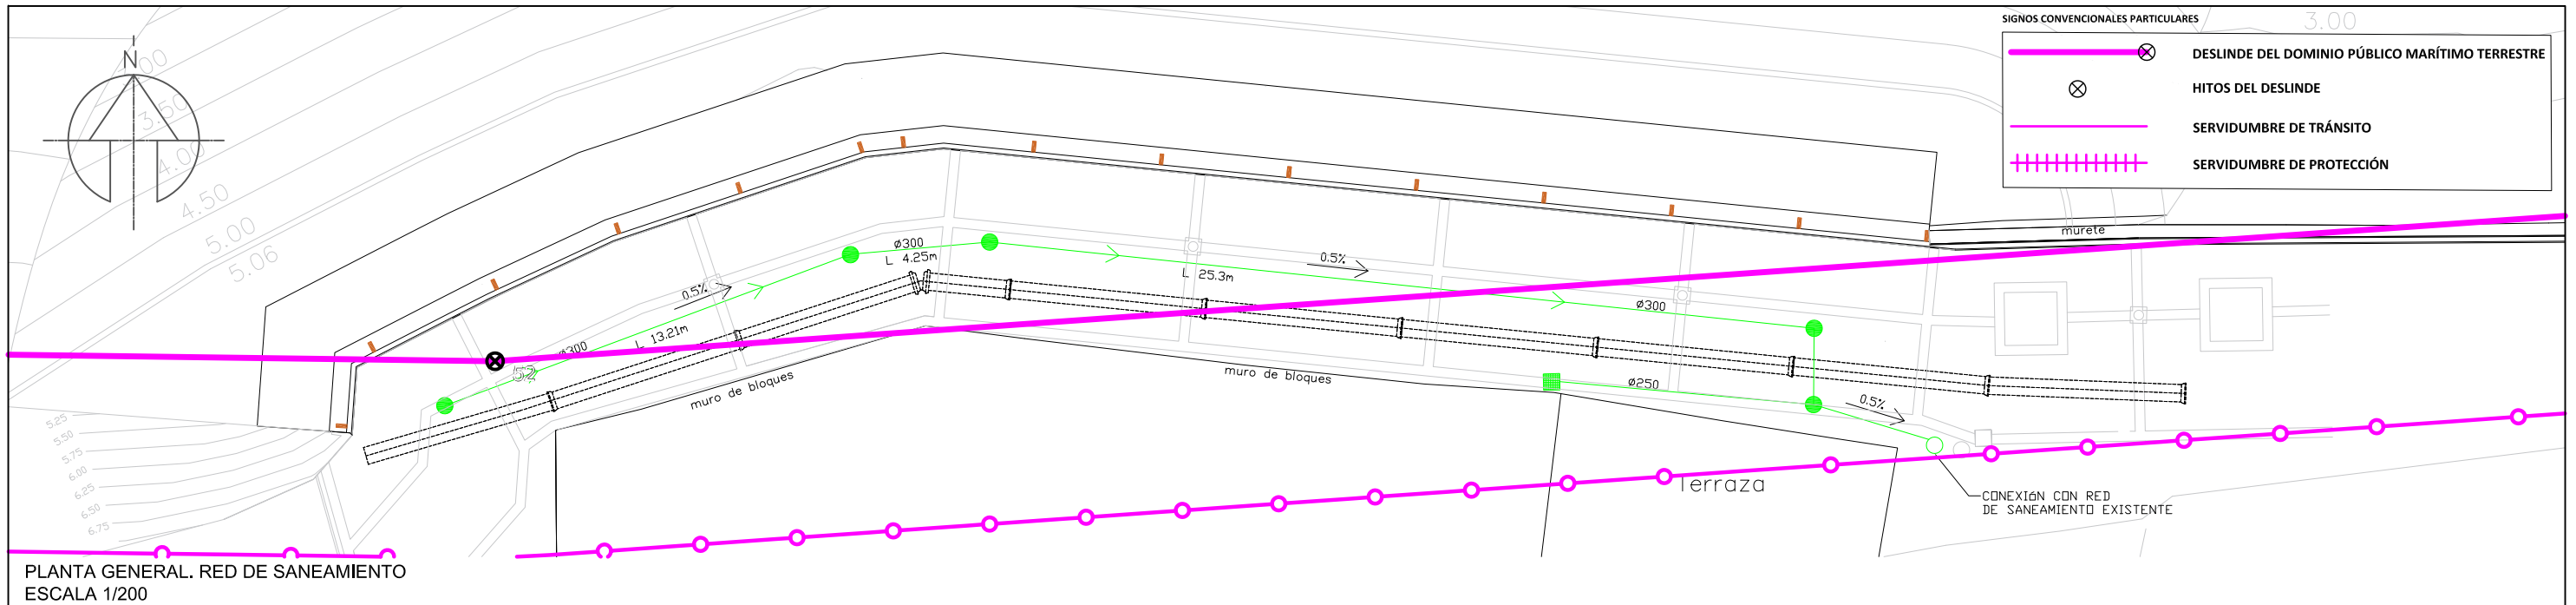 SIGNOS CONVENCIONALES PARTICULARES
3.00
DESLINDE DEL DOMINIO PÚBLICO MARÍTIMO TERRESTRE
HITOS DEL DESLINDE
SERVIDUMBRE DE TRÁNSITO
SERVIDUMBRE DE PROTECCIÓN
N
3.50
4.00
4.50
5.00
5.06
murete
Ø300
L 4.25m
0.5%
L 25.3m
0.5%
Ø300
L 13.21m
Ø300
52
muro de bloques
muro de bloques
Ø250
0.5%
5.25
5.50
5.75
6.00
6.25
6.50
6.75
Terraza
CONEXIóN CON RED
DE SANEAMIENTO EXISTENTE
PLANTA GENERAL. RED DE SANEAMIENTO
ESCALA 1/200